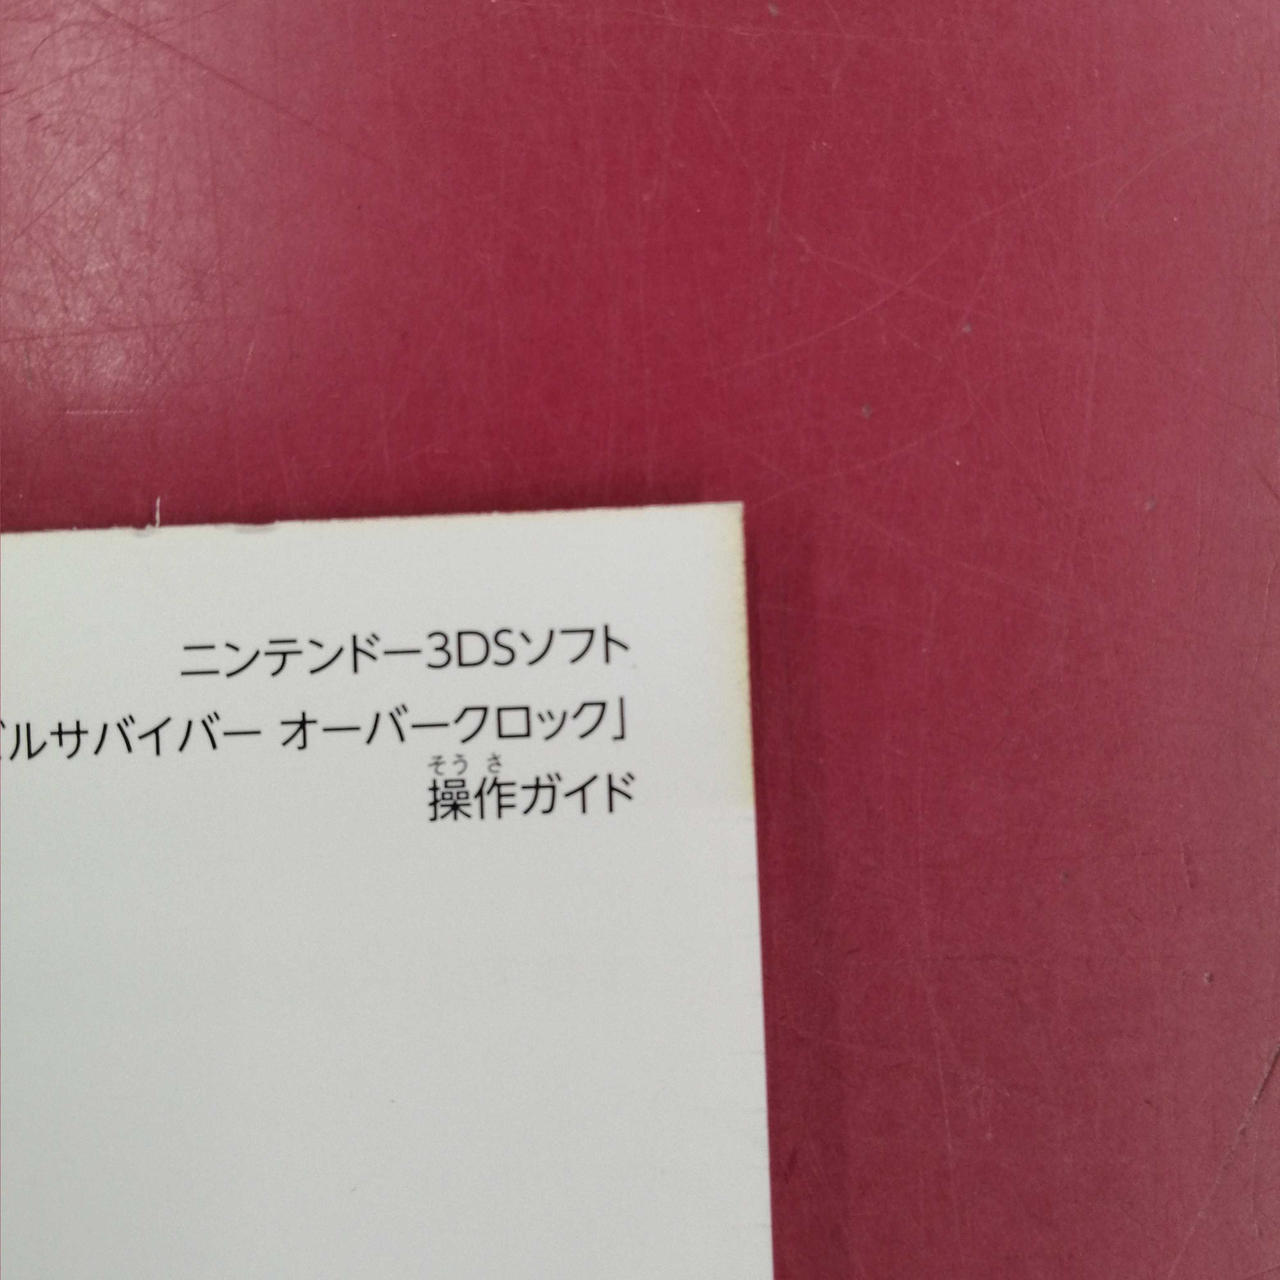 ニンテンドー3DSソフト
ビルサバイバー オーバークロック」
そうさ
操作ガイド